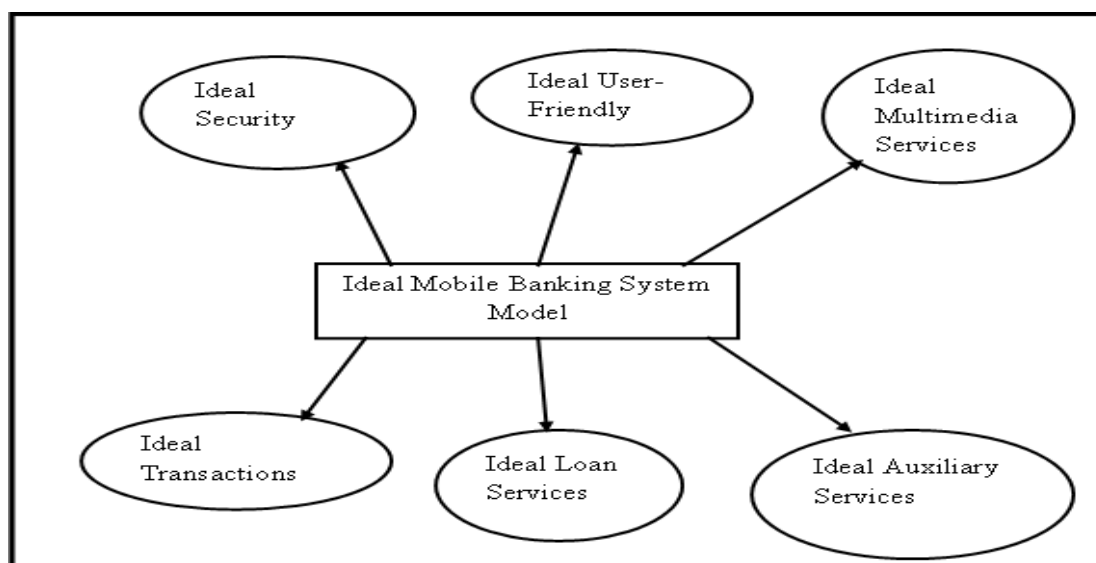 Ideal
Security
Ideal User-
Friendly
Ideal
Multimedia
Services
Ideal Mobile Banking System
Model
Ideal
Transactions
Ideal Loan
Services
Ideal Auxiliary
Services